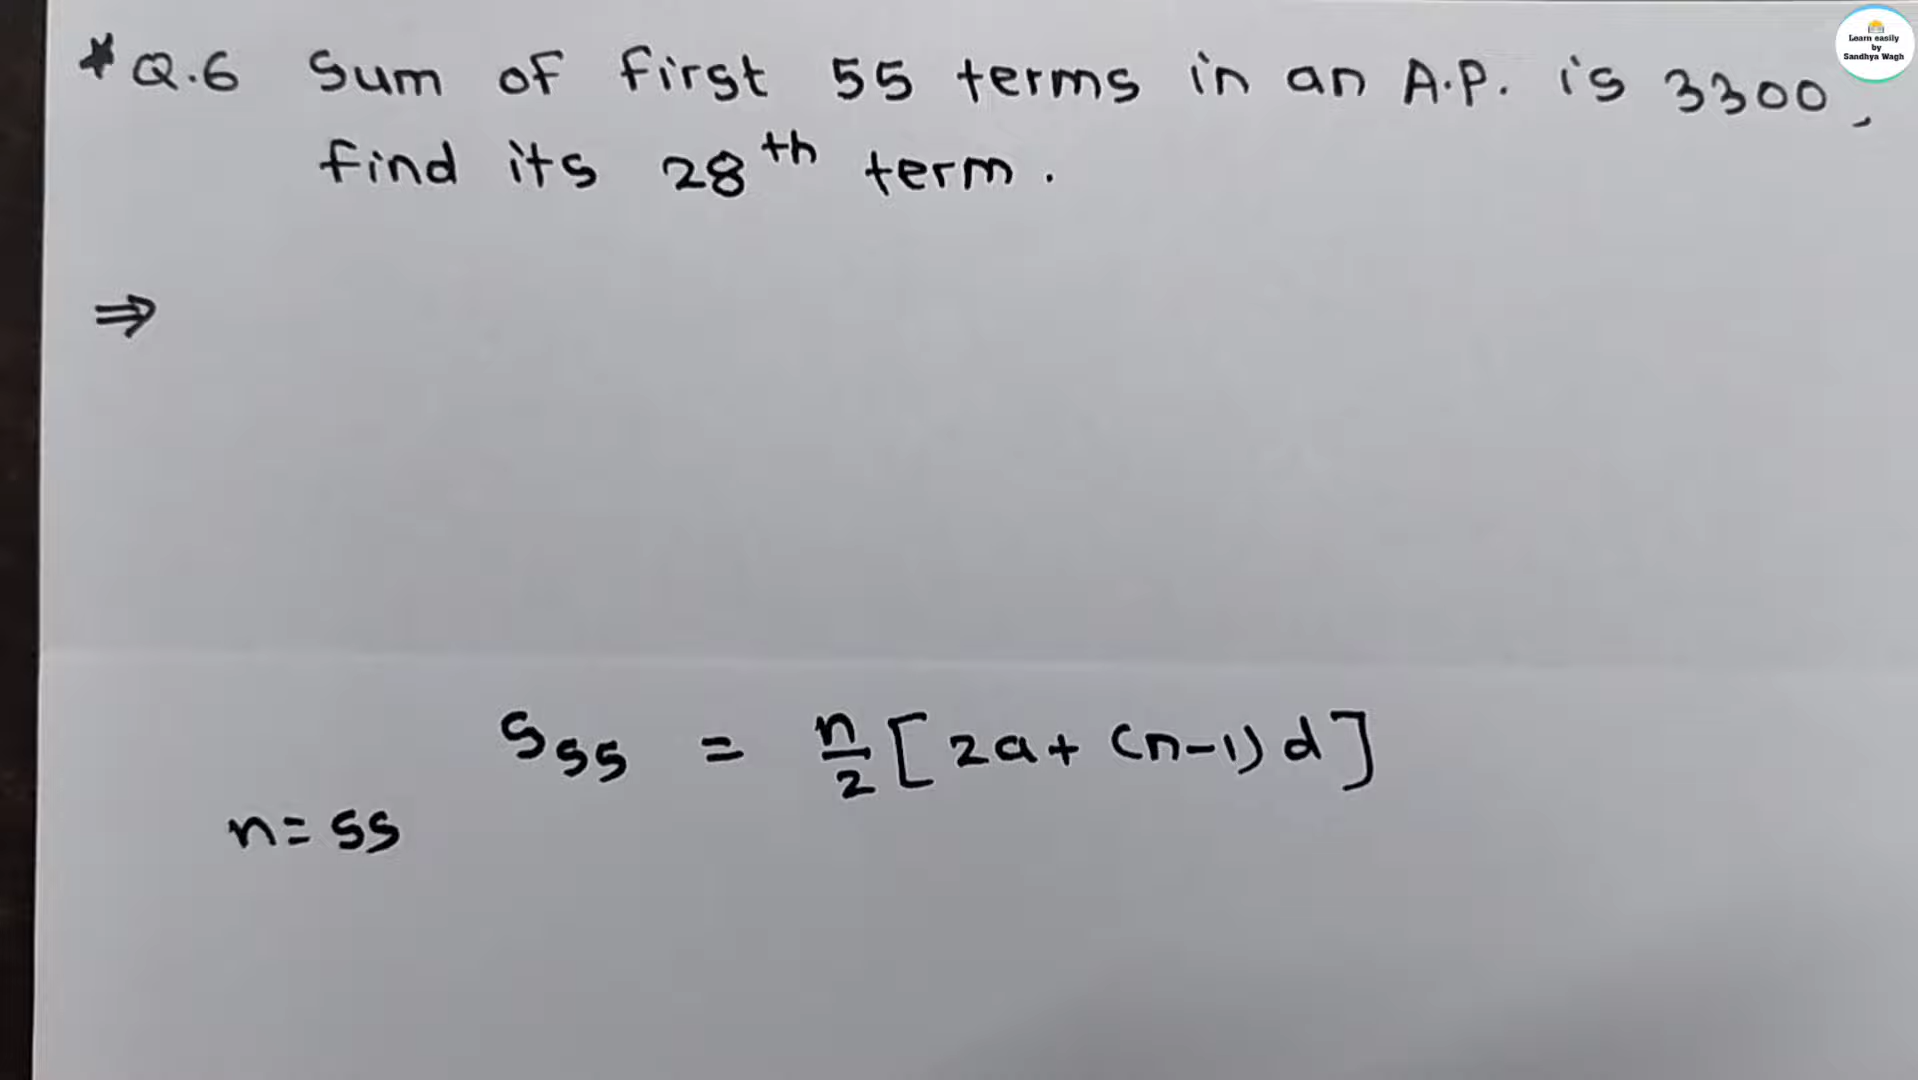 * Q.6 Sum of first 55 terms in an A.P. is 3300,
find its 28th term.
⇒
S55 = n/2 [2a + (n-1) d]
n = 55
Learn easily
by
Sandhya Wagh